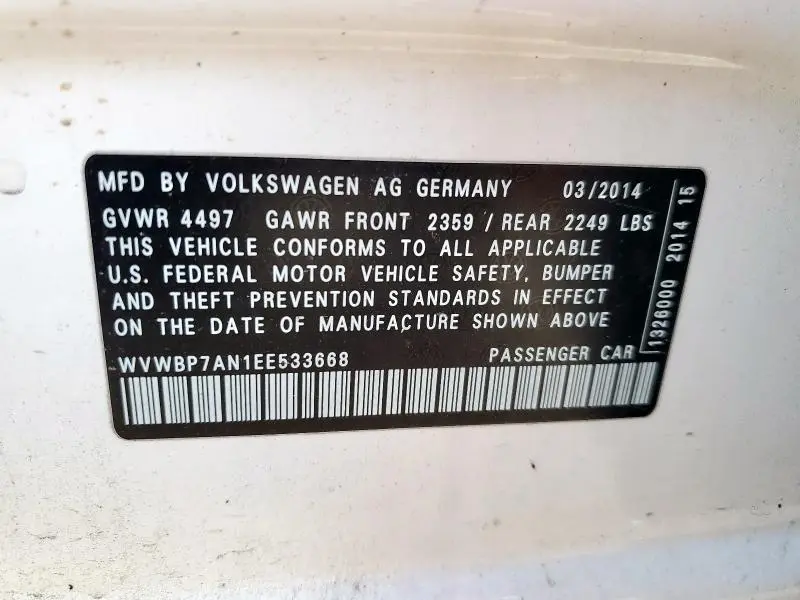 MFD BY VOLKSWAGEN AG GERMANY 03/2014
GVWR 4497 GAWR FRONT 2359 / REAR 2249 LBS
THIS VEHICLE CONFORMS TO ALL APPLICABLE
U.S. FEDERAL MOTOR VEHICLE SAFETY, BUMPER
AND THEFT PREVENTION STANDARDS IN EFFECT
ON THE DATE OF MANUFACTURE SHOWN ABOVE
WVWBP7AN1EE533668 PASSENGER CAR
1326000 2014 15